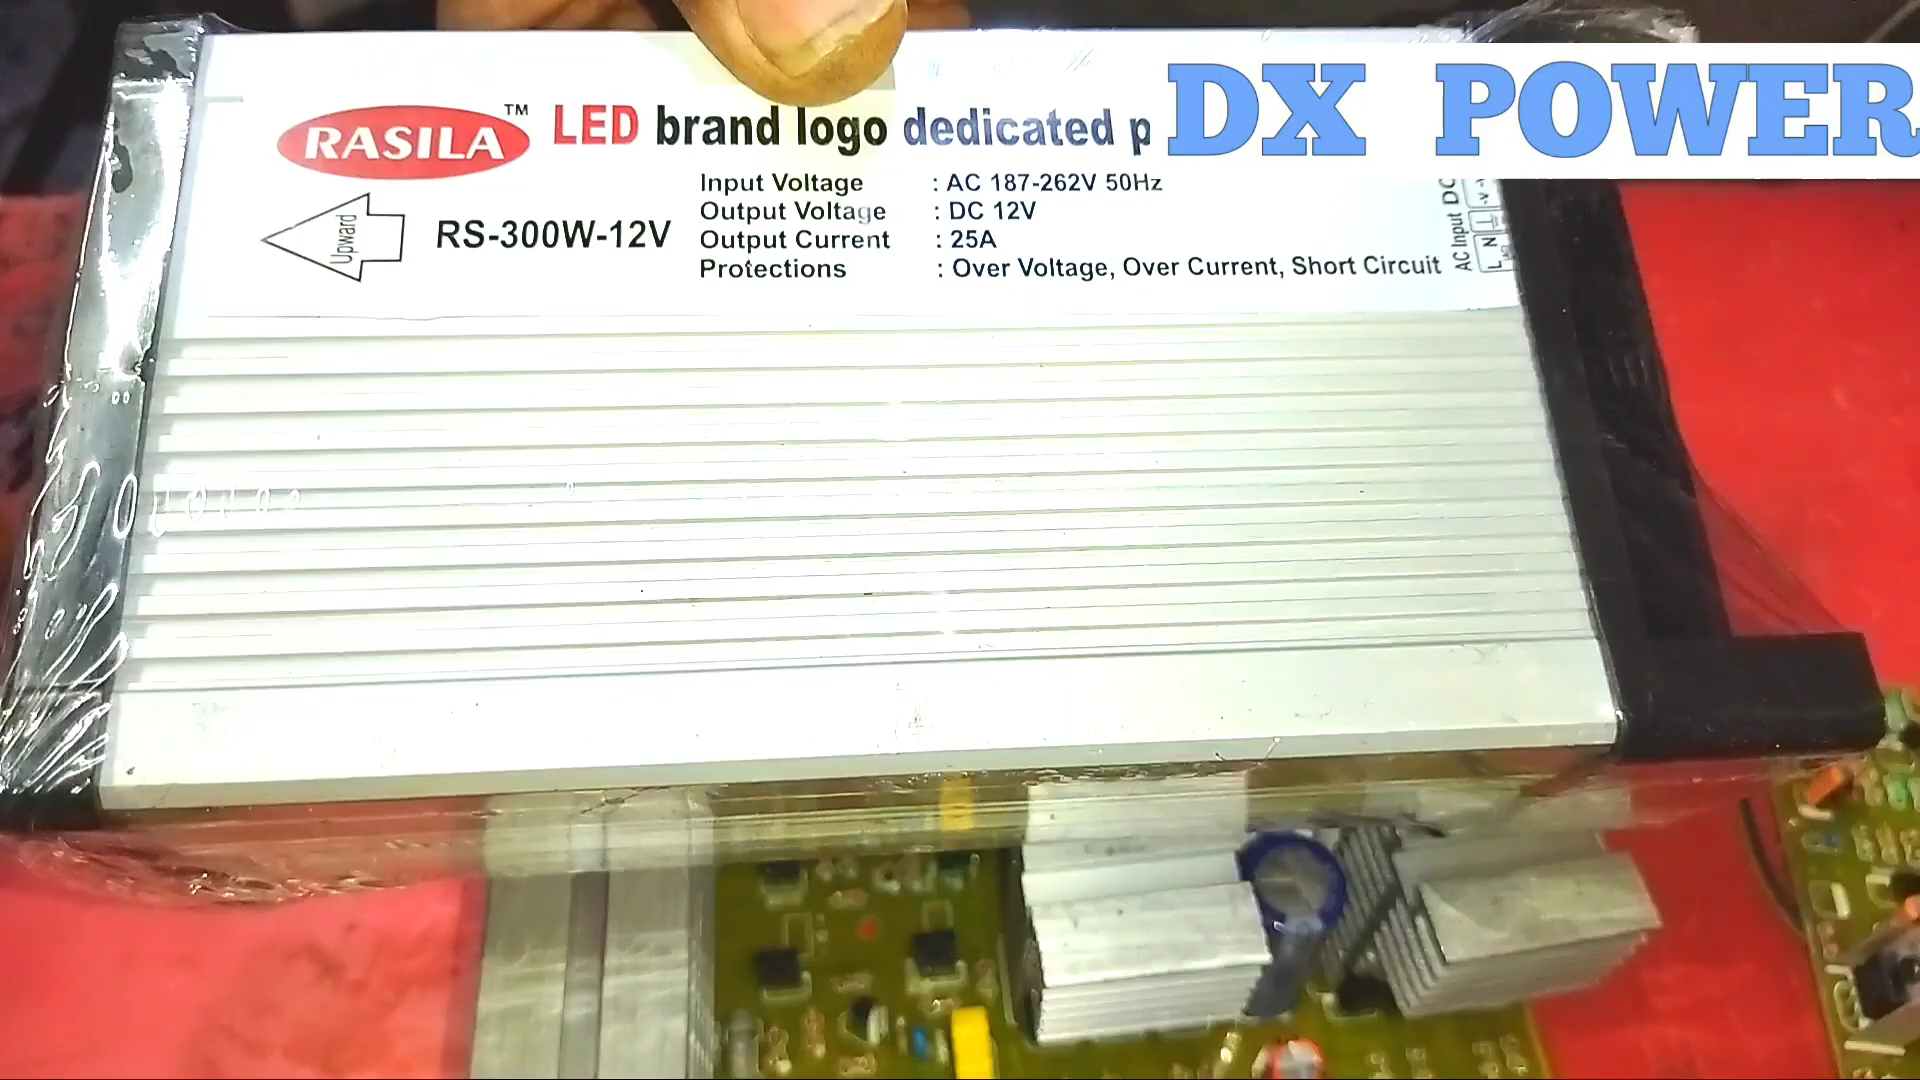 DX POWER
RASILA™ LED brand logo dedicated p
Upward
RS-300W-12V
Input Voltage : AC 187-262V 50Hz
Output Voltage : DC 12V
Output Current : 25A
Protections : Over Voltage, Over Current, Short Circuit
AC Input DC
L N